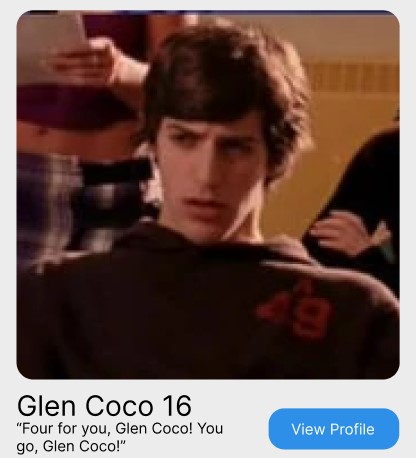 49
Glen Coco 16
“Four for you, Glen Coco! You
go, Glen Coco!”
View Profile